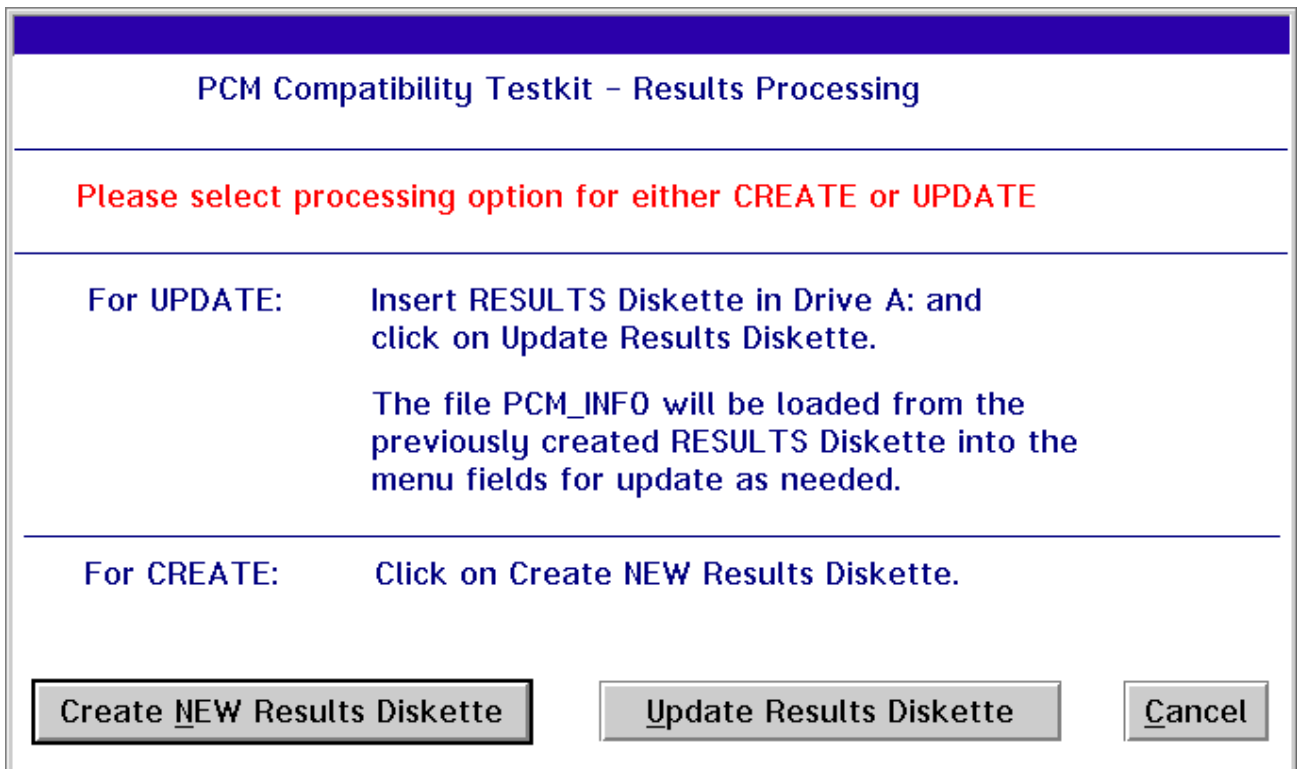 PCM Compatibility Testkit - Results Processing
Please select processing option for either CREATE or UPDATE
For UPDATE: Insert RESULTS Diskette in Drive A: and
click on Update Results Diskette.
The file PCM_INFO will be loaded from the
previously created RESULTS Diskette into the
menu fields for update as needed.
For CREATE: Click on Create NEW Results Diskette.
Create NEW Results Diskette Update Results Diskette Cancel